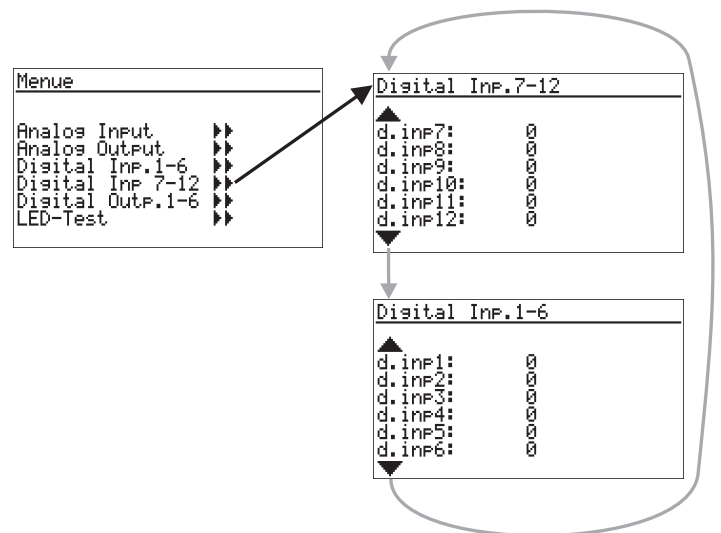 Menue
Analog Input
Analog Output
Digital Inp.1-6
Digital Inp 7-12
Digital Outp.1-6
LED-Test
Digital Inp.7-12
d.inp7: 0
d.inp8: 0
d.inp9: 0
d.inp10: 0
d.inp11: 0
d.inp12: 0
Digital Inp.1-6
d.inp1: 0
d.inp2: 0
d.inp3: 0
d.inp4: 0
d.inp5: 0
d.inp6: 0